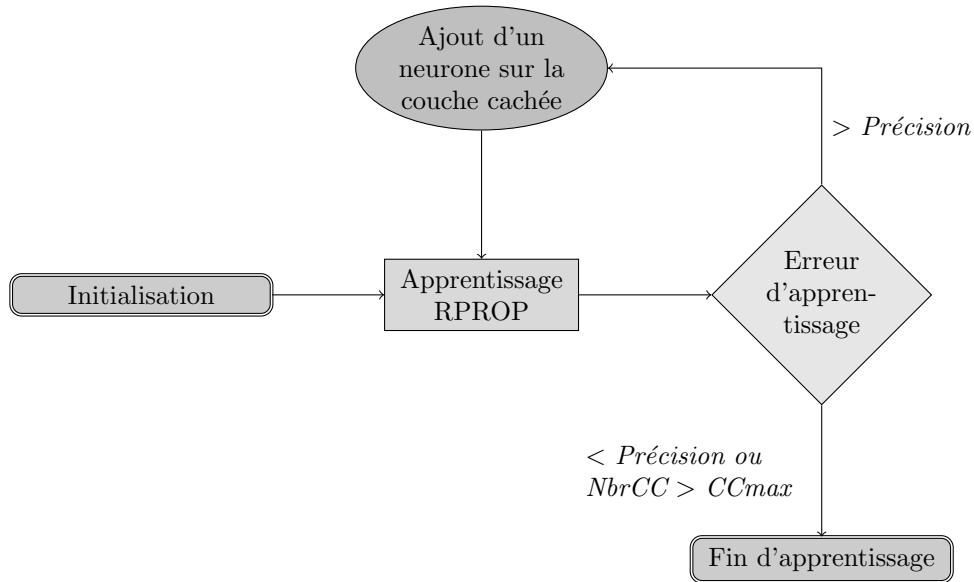 Ajout d'un
neurone sur la
couche cachée
> Précision
Initialisation
Apprentissage
RPROP
Erreur
d'appren-
tissage
< Précision ou
NbrCC > CCmax
Fin d'apprentissage